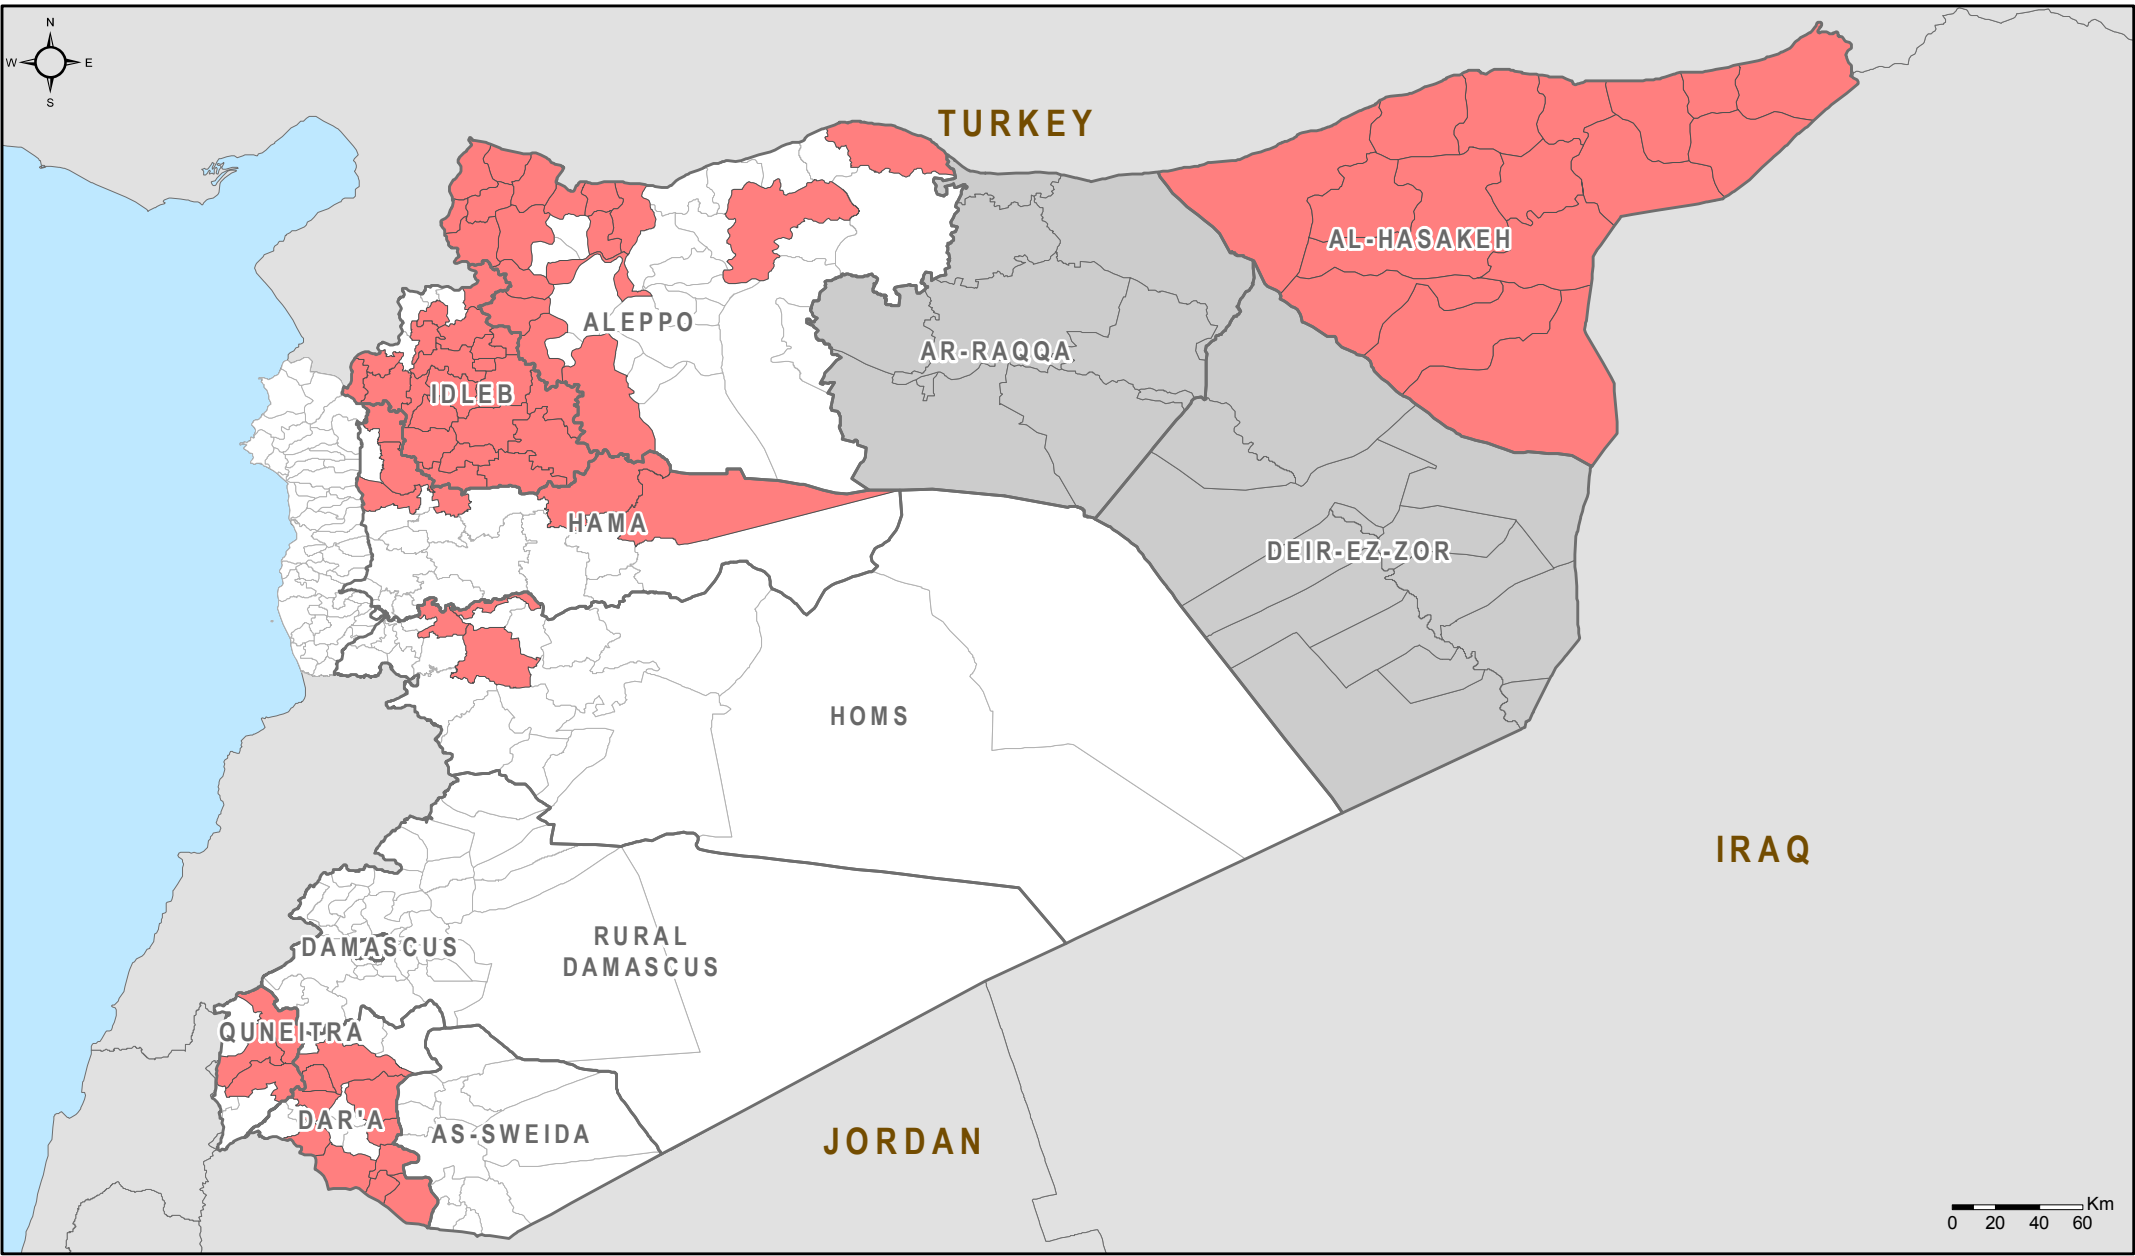 N
W E
S
TURKEY
AL-HASAKEH
ALEPPO
AR-RAQQA
IDLEB
HAMA
DEIR-EZ-ZOR
HOMS
IRAQ
DAMASCUS
RURAL
DAMASCUS
QUNEITRA
DAR'A
AS-SWEIDA
JORDAN
Km
0 20 40 60